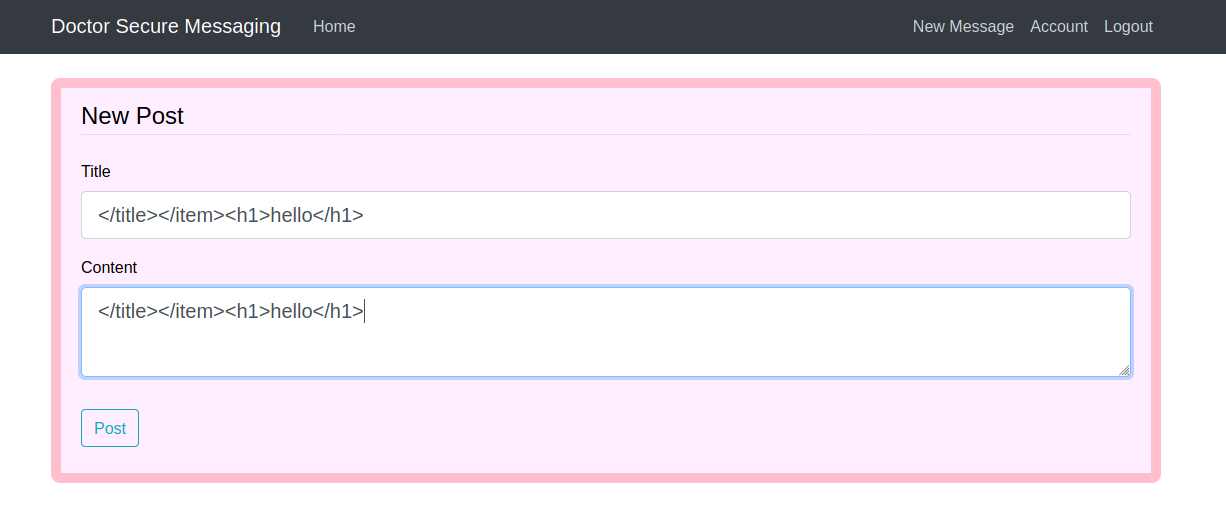 Doctor Secure Messaging Home New Message Account Logout
New Post
Title
</title></item><h1>hello</h1>
Content
</title></item><h1>hello</h1>
Post